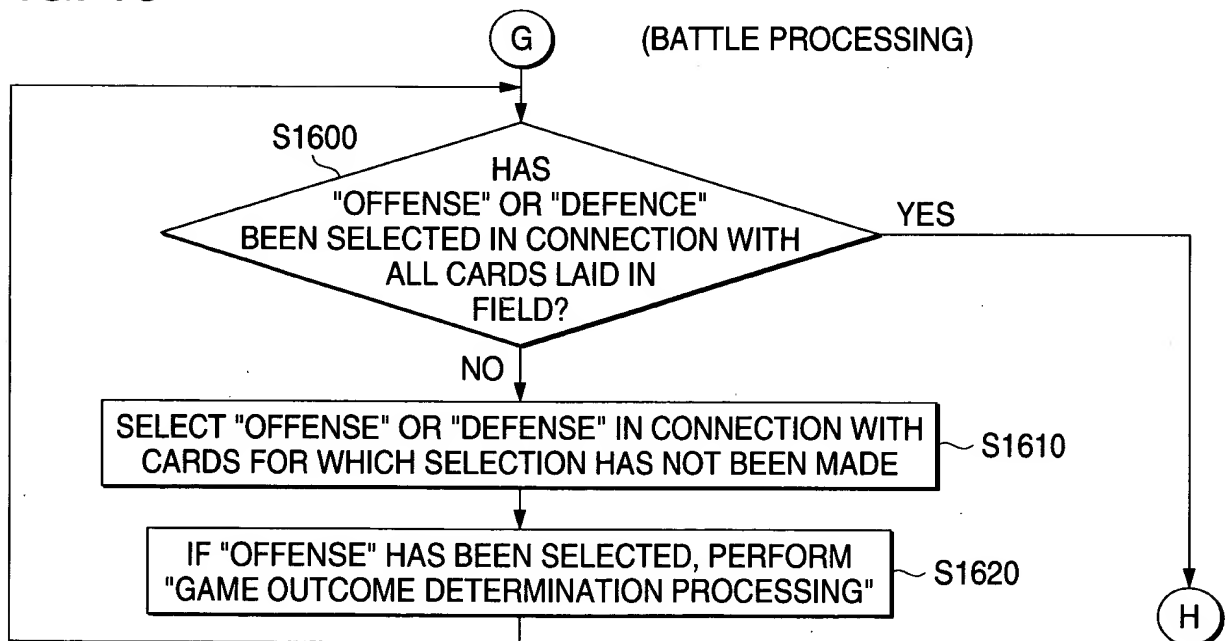 G
(BATTLE PROCESSING)
S1600
HAS
"OFFENSE" OR "DEFENCE"
BEEN SELECTED IN CONNECTION WITH
ALL CARDS LAID IN
FIELD?
YES
NO
SELECT "OFFENSE" OR "DEFENSE" IN CONNECTION WITH
CARDS FOR WHICH SELECTION HAS NOT BEEN MADE
S1610
IF "OFFENSE" HAS BEEN SELECTED, PERFORM
"GAME OUTCOME DETERMINATION PROCESSING"
S1620
H